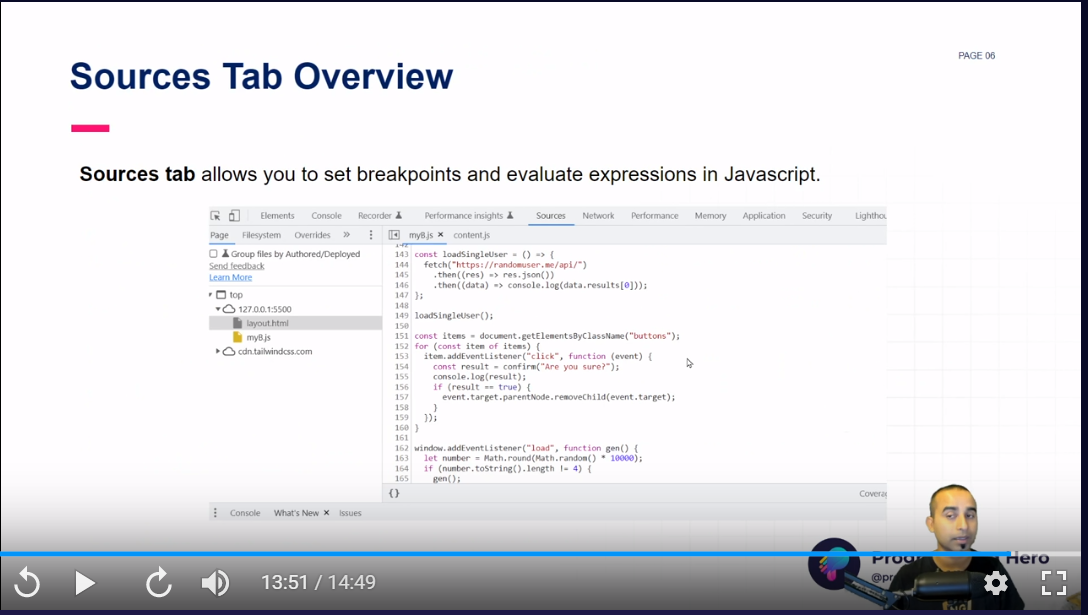 Sources Tab Overview
PAGE 06
Sources tab allows you to set breakpoints and evaluate expressions in Javascript.
Elements Console Recorder Performance insights Sources Network Performance Memory Application Security Lighthou
Page Filesystem Overrides » my8.js × content.js
Group files by Authored/Deployed
Send feedback
Learn More
top
127.0.0.1:5500
layout.html
my8.js
cdn.tailwindcss.com
142
143 const loadSingleUser = () => {
144 fetch("https://randomuser.me/api/")
145 .then((res) => res.json())
146 .then((data) => console.log(data.results[0]));
147 };
148
149 loadSingleUser();
150
151 const items = document.getElementsByClassName("buttons");
152 for (const item of items) {
153 item.addEventListener("click", function (event) {
154 const result = confirm("Are you sure?");
155 console.log(result);
156 if (result == true) {
157 event.target.parentNode.removeChild(event.target);
158 }
159 });
160 }
161
162 window.addEventListener("load", function gen() {
163 let number = Math.round(Math.random() * 10000);
164 if (number.toString().length != 4) {
165 gen();
{} Covera
Console What's New × Issues
Hero
13:51 / 14:49